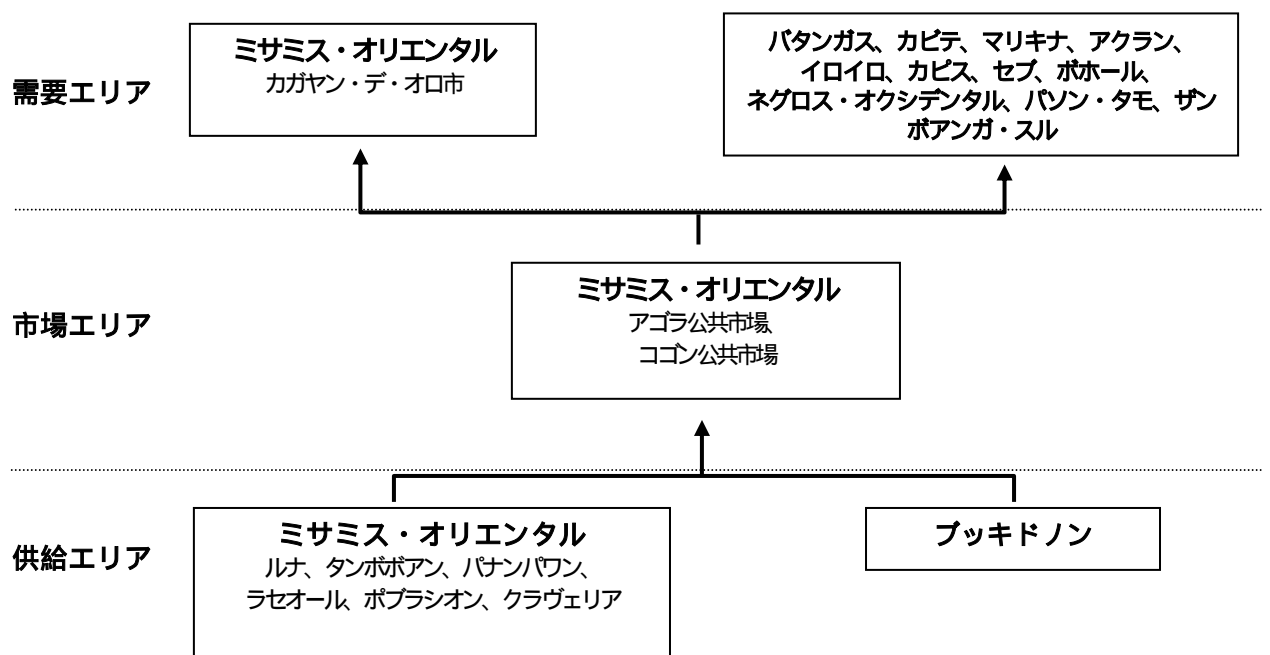 需要エリア
ミサミス・オリエンタル
カガヤン・デ・オロ市
バタンガス、カビテ、マリキナ、アクラン、
イロイロ、カピス、セブ、ボホール、
ネグロス・オクシデンタル、パソン・タモ、ザン
ボアンガ・スル
市場エリア
ミサミス・オリエンタル
アゴラ公共市場、
コゴン公共市場
供給エリア
ミサミス・オリエンタル
ルナ、タンボボアン、パナンパワン、
ラセオール、ポブラシオン、クラヴェリア
ブッキドノン